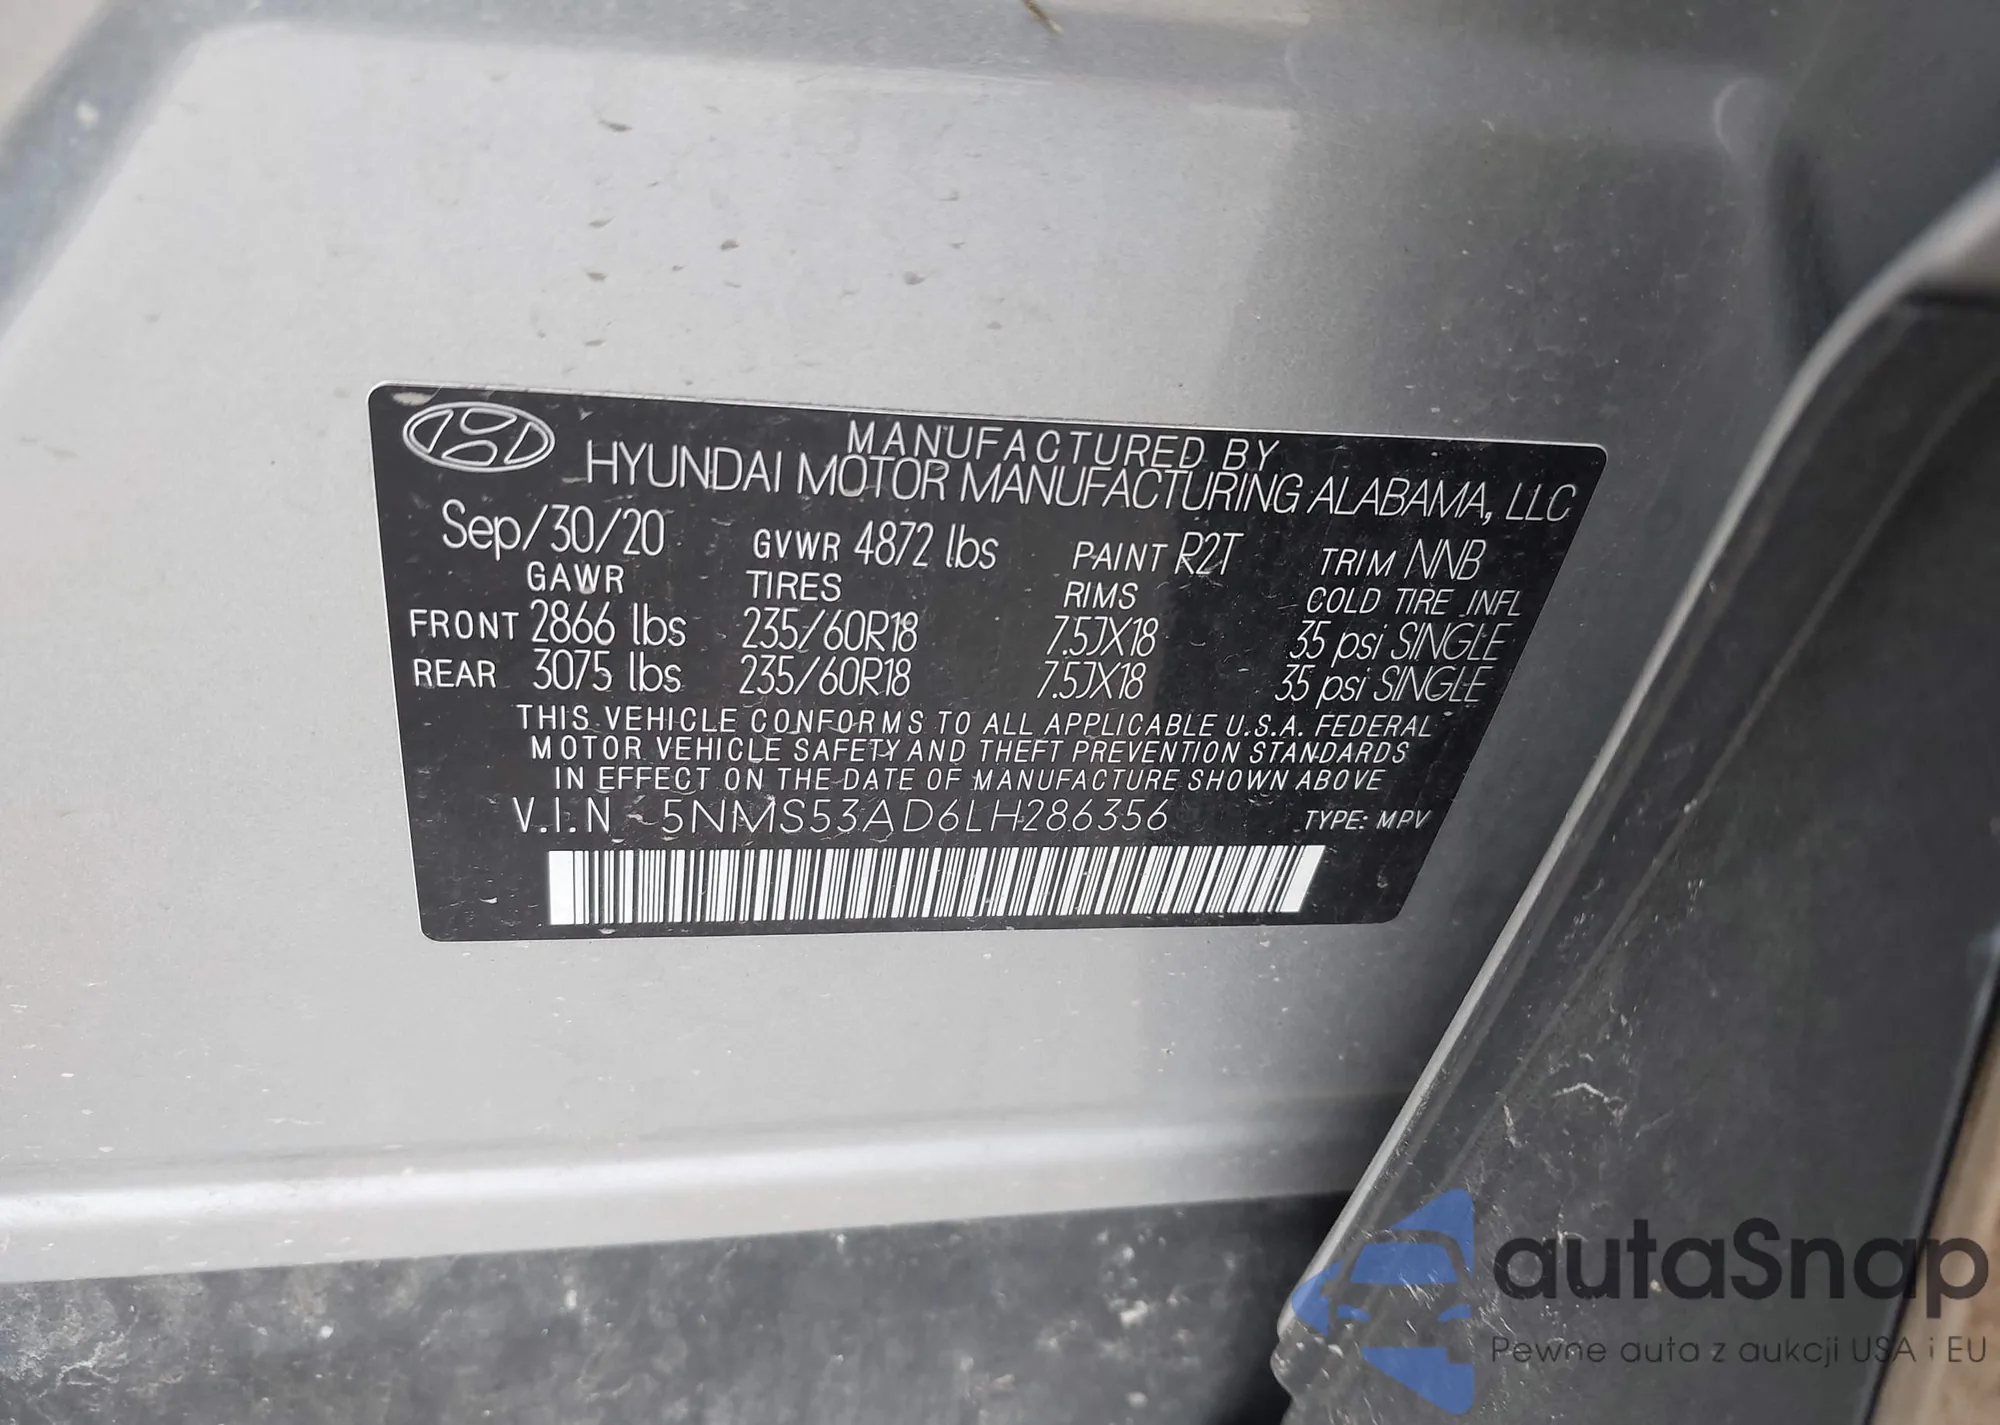 MANUFACTURED BY
HYUNDAI MOTOR MANUFACTURING ALABAMA, LLC
Sep/30/20 GVWR 4872 lbs PAINT R2T TRIM NNB
GAWR TIRES RIMS COLD TIRE INFL
FRONT 2866 lbs 235/60R18 7.5JX18 35 psi SINGLE
REAR 3075 lbs 235/60R18 7.5JX18 35 psi SINGLE
THIS VEHICLE CONFORMS TO ALL APPLICABLE U.S.A. FEDERAL
MOTOR VEHICLE SAFETY AND THEFT PREVENTION STANDARDS
IN EFFECT ON THE DATE OF MANUFACTURE SHOWN ABOVE
V.I.N 5NMS53AD6LH286356 TYPE: MPV
autaSnap
Pewne auta z aukcji USA i EU